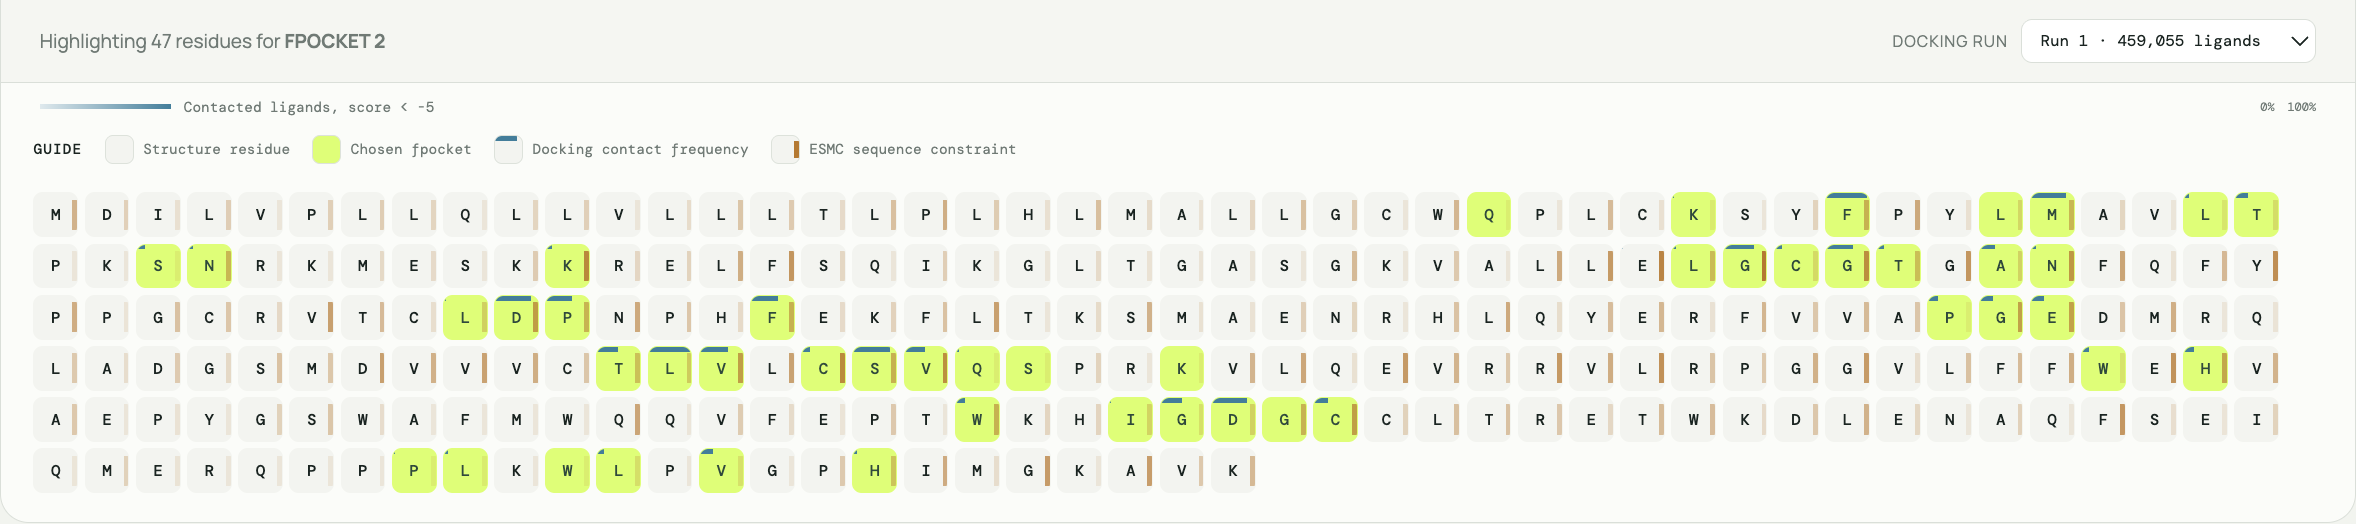 Highlighting 47 residues for FPOCKET 2
DOCKING RUN Run 1 · 459,055 ligands
Contacted ligands, score < -5 0% 100%
GUIDE Structure residue Chosen fpocket Docking contact frequency ESMC sequence constraint
M D I L V P L L Q L L V L L L T L P L H L M A L L G C W Q P L C K S Y F P Y L M A V L T
P K S N R K M E S K K R E L F S Q I K G L T G A S G K V A L L E L G C G T G A N F Q F Y
P P G C R V T C L D P N P H F E K F L T K S M A E N R H L Q Y E R F V V A P G E D M R Q
L A D G S M D V V V C T L V L C S V Q S P R K V L Q E V R R V L R P G G V L F F W E H V
A E P Y G S W A F M W Q Q V F E P T W K H I G D G C C L T R E T W K D L E N A Q F S E I
Q M E R Q P P P L K W L P V G P H I M G K A V K